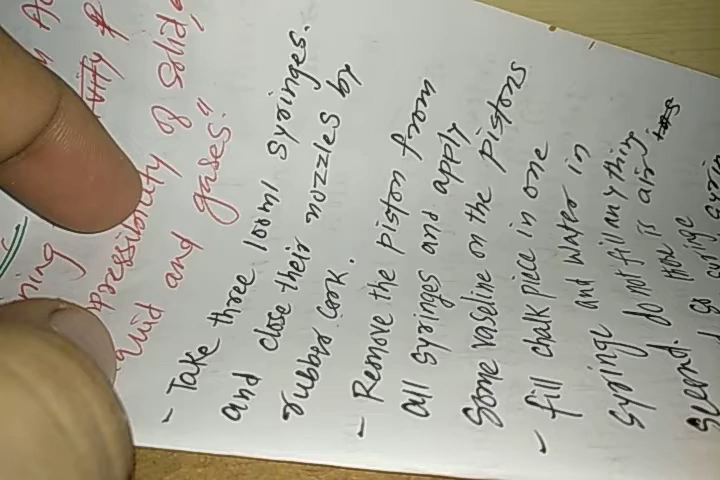 pressibility of solid,
quid and gases."
- Take three 100ml syringes.
and close their nozzles by
rubber cork.
- Remove the piston from
all syringes and apply
some vaseline on the pistons
- fill chalk piece in one
syringe and water in
second. do not fill any thing
there is air